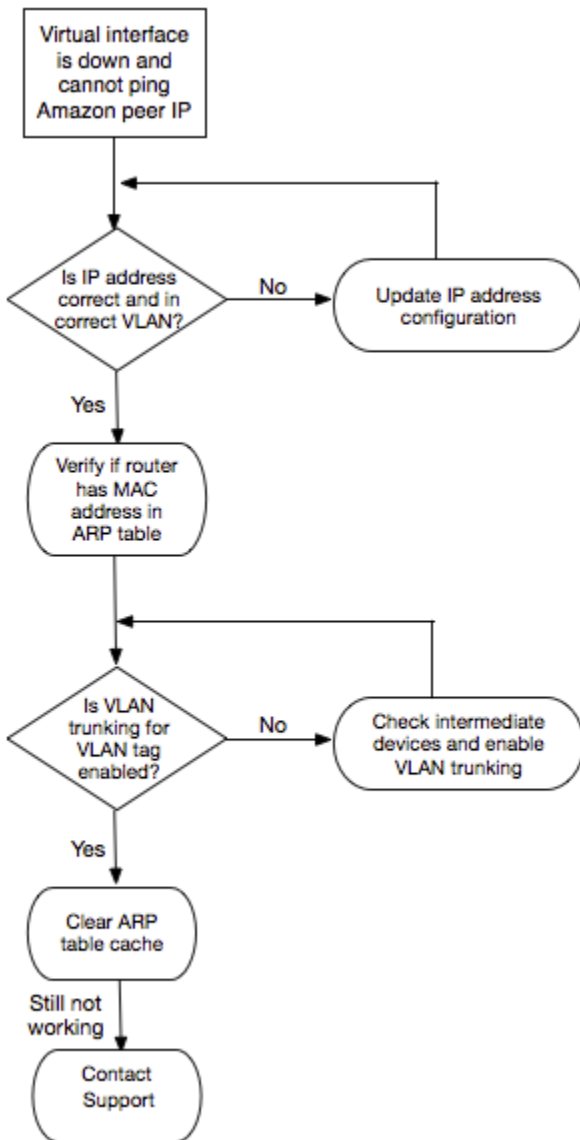 Virtual interface
is down and
cannot ping
Amazon peer IP
Is IP address
correct and in
correct VLAN?
No
Update IP address
configuration
Yes
Verify if router
has MAC
address in
ARP table
Is VLAN
trunking for
VLAN tag
enabled?
No
Check intermediate
devices and enable
VLAN trunking
Yes
Clear ARP
table cache
Still not
working
Contact
Support